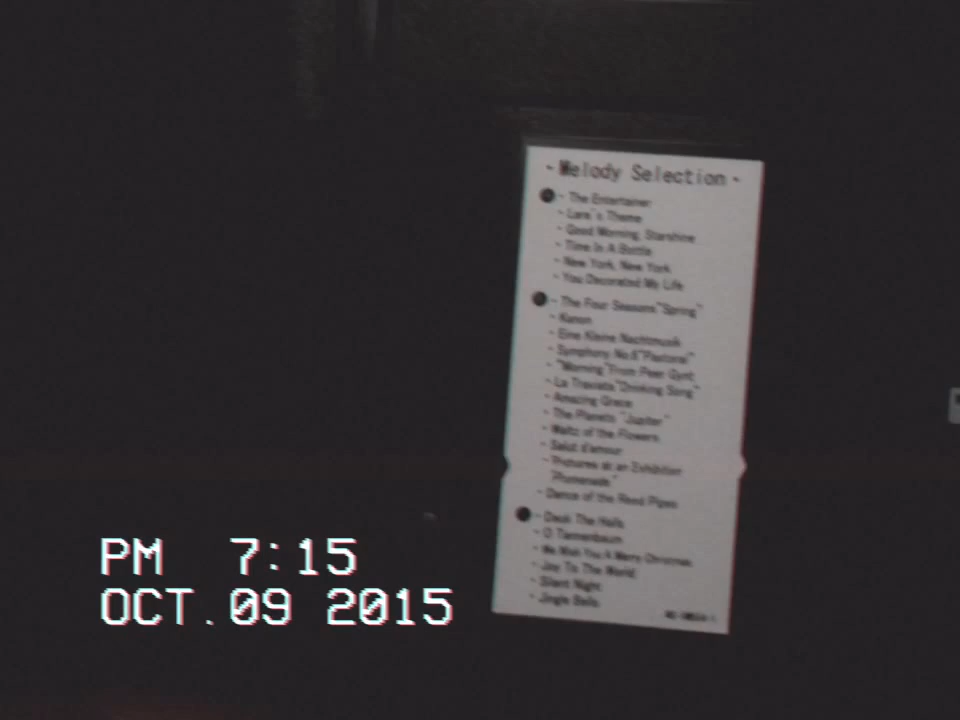 - Melody Selection -
- The Entertainer
- Lara's Theme
- Good Morning, Starshine
- Time In A Bottle
- New York, New York
- You Decorated My Life
- The Four Seasons"Spring"
- Kanon
- Eine Kleine Nachtmusik
- Symphony No.6"Pastoral"
- "Morning"From Peer Gynt
- La Traviata"Drinking Song"
- Amazing Grace
- The Planets "Jupiter"
- Waltz of the Flowers
- Salut d'amour
- Pictures at an Exhibition
"Promenade"
- Dance of the Reed Pipes
- Deck The Halls
- O Tannenbaum
- We Wish You A Merry Christmas
- Joy To The World
- Silent Night
- Jingle Bells
PM 7:15
OCT.09 2015